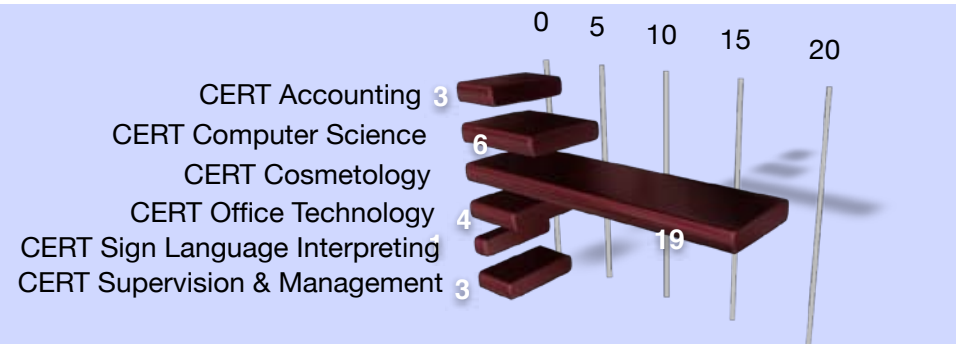 0 5 10 15 20
CERT Accounting 3
CERT Computer Science 6
CERT Cosmetology 19
CERT Office Technology 4
CERT Sign Language Interpreting 1
CERT Supervision & Management 3